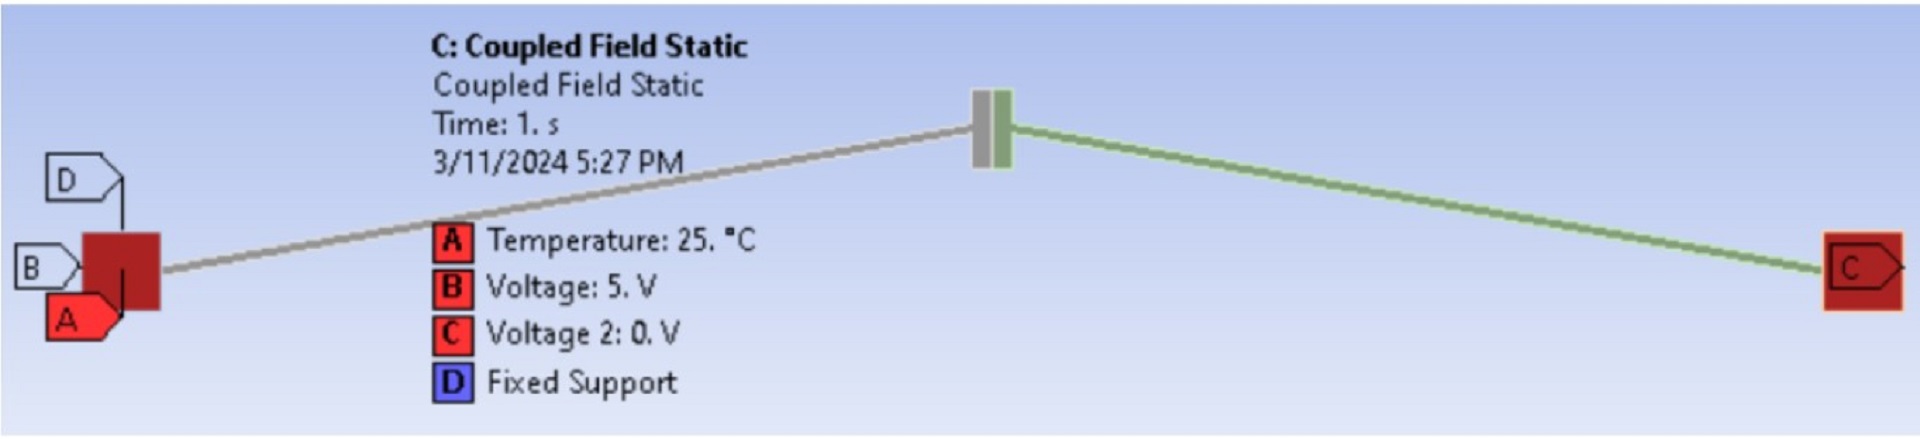 C: Coupled Field Static
Coupled Field Static
Time: 1. s
3/11/2024 5:27 PM
D
B
A
A Temperature: 25. °C
B Voltage: 5. V
C Voltage 2: 0. V
D Fixed Support
C